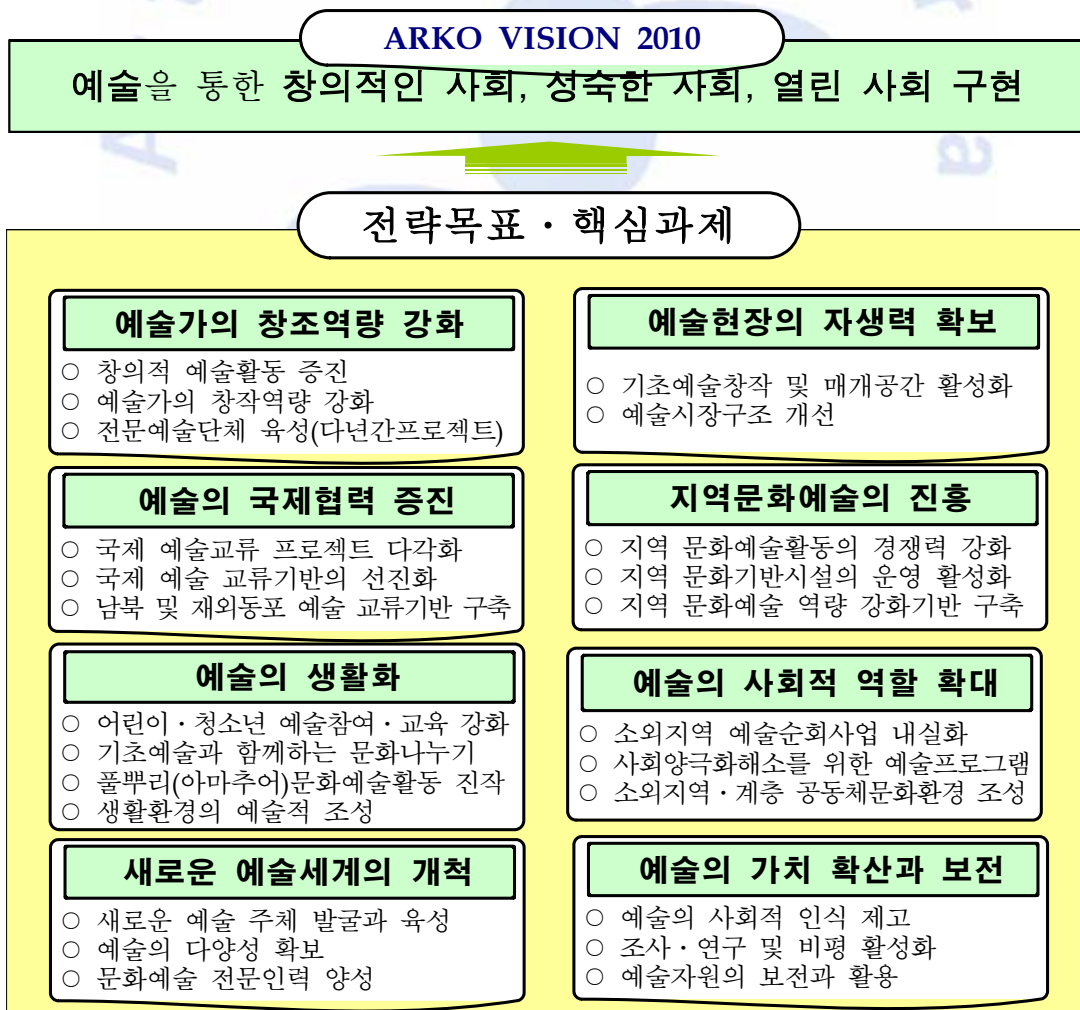 ARKO VISION 2010
예술을 통한 창의적인 사회, 성숙한 사회, 열린 사회 구현
전략목표·핵심과제
예술가의 창조역량 강화
○ 창의적 예술활동 증진
○ 예술가의 창작역량 강화
○ 전문예술단체 육성(다년간프로젝트)
예술현장의 자생력 확보
○ 기초예술창작 및 매개공간 활성화
○ 예술시장구조 개선
예술의 국제협력 증진
○ 국제 예술교류 프로젝트 다각화
○ 국제 예술 교류기반의 선진화
○ 남북 및 재외동포 예술 교류기반 구축
지역문화예술의 진흥
○ 지역 문화예술활동의 경쟁력 강화
○ 지역 문화기반시설의 운영 활성화
○ 지역 문화예술 역량 강화기반 구축
예술의 생활화
○ 어린이·청소년 예술참여·교육 강화
○ 기초예술과 함께하는 문화나누기
○ 풀뿌리(아마추어)문화예술활동 진작
○ 생활환경의 예술적 조성
예술의 사회적 역할 확대
○ 소외지역 예술순회사업 내실화
○ 사회양극화해소를 위한 예술프로그램
○ 소외지역·계층 공동체문화환경 조성
새로운 예술세계의 개척
○ 새로운 예술 주체 발굴과 육성
○ 예술의 다양성 확보
○ 문화예술 전문인력 양성
예술의 가치 확산과 보전
○ 예술의 사회적 인식 제고
○ 조사·연구 및 비평 활성화
○ 예술자원의 보전과 활용